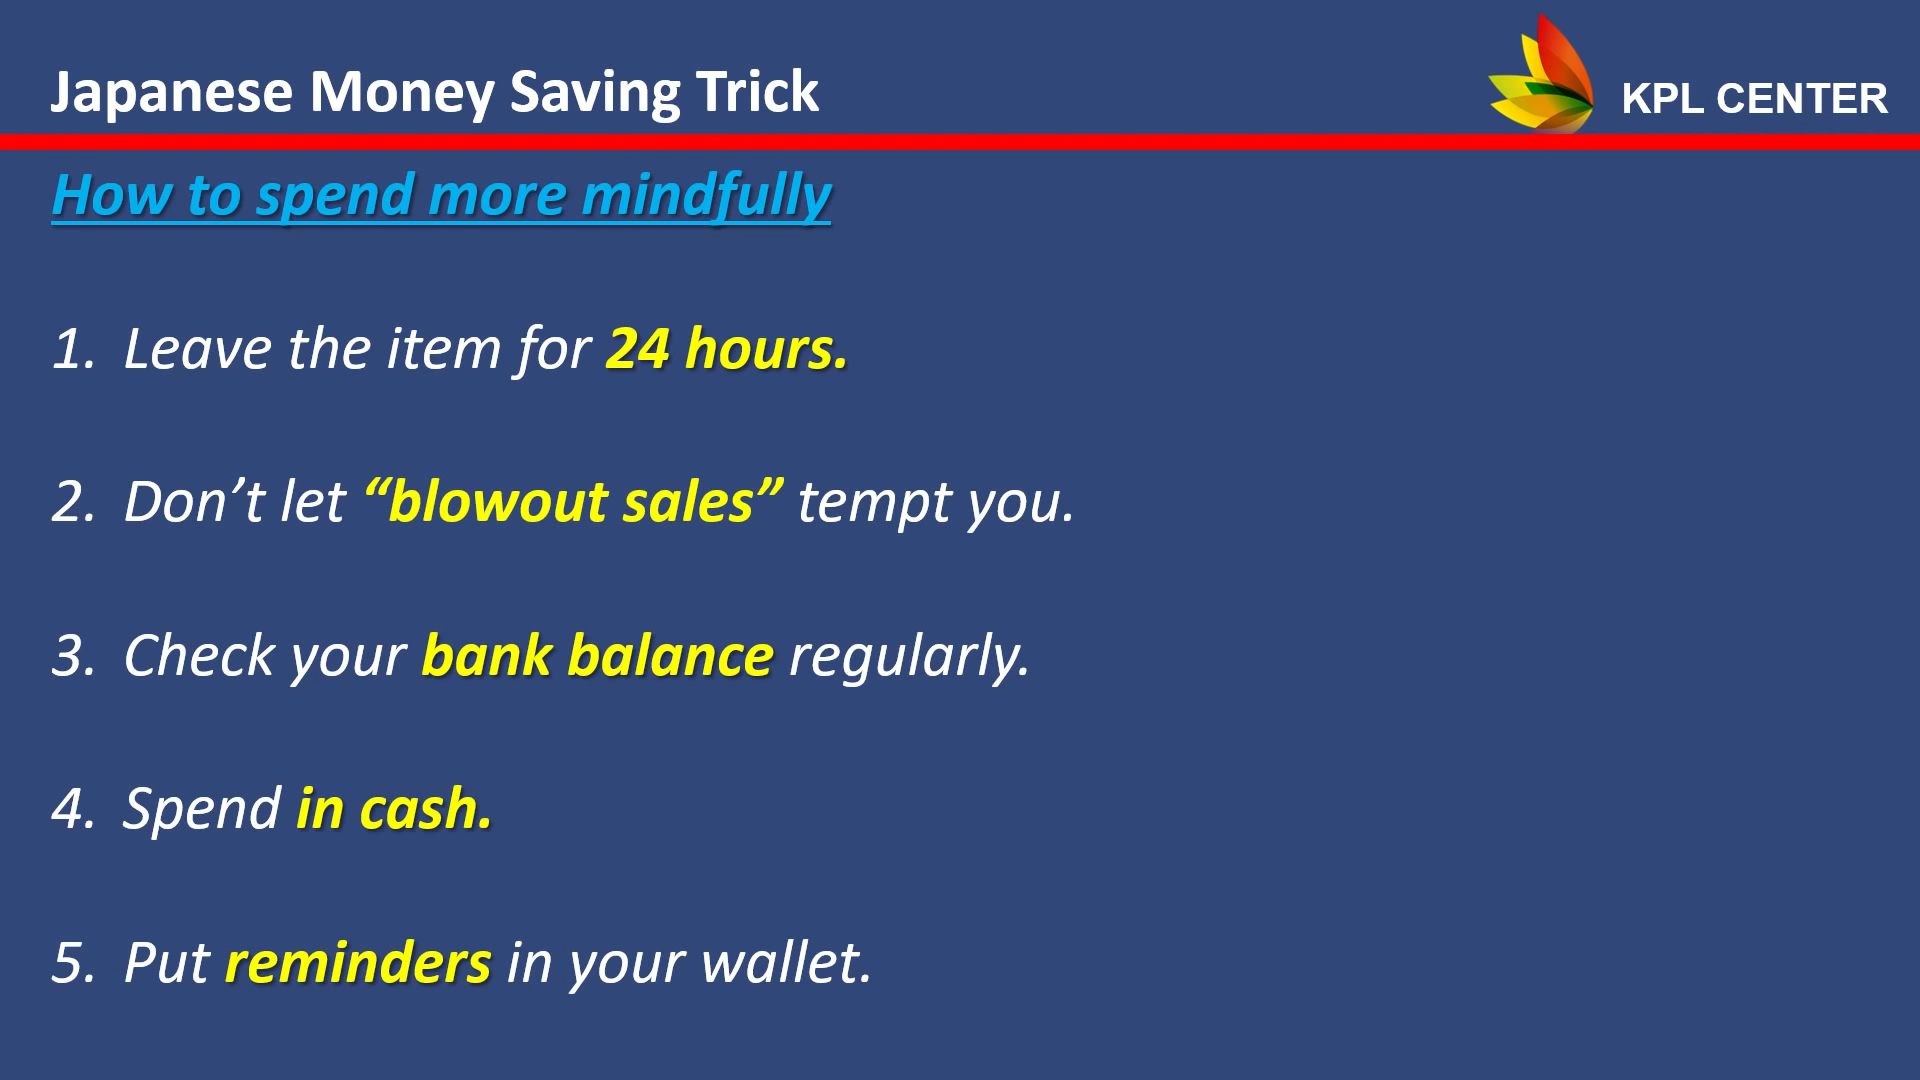 Japanese Money Saving Trick
KPL CENTER
How to spend more mindfully
1. Leave the item for 24 hours.
2. Don’t let “blowout sales” tempt you.
3. Check your bank balance regularly.
4. Spend in cash.
5. Put reminders in your wallet.